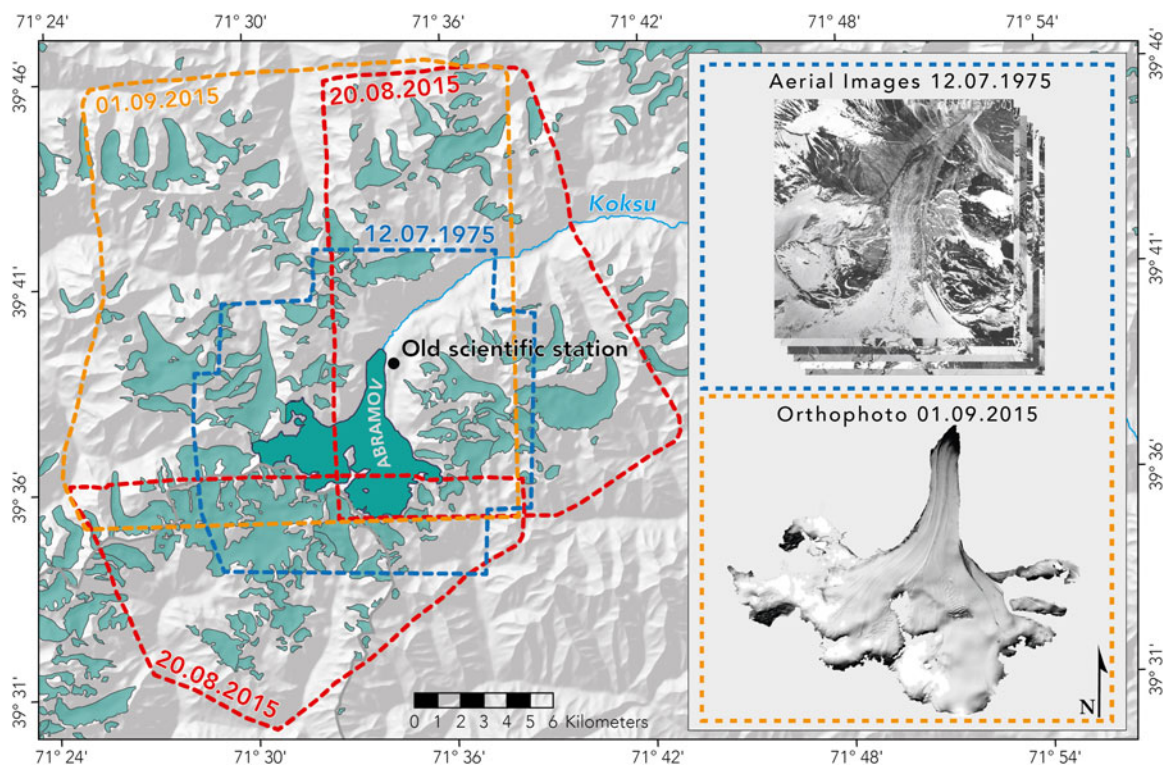 71° 24' 71° 30' 71° 36' 71° 42' 71° 48' 71° 54'
39° 46' 39° 46'
01.09.2015
20.08.2015
Aerial Images 12.07.1975
Koksu
12.07.1975
39° 41' 39° 41'
Old scientific station
ABRAMOV
Orthophoto 01.09.2015
39° 36' 39° 36'
20.08.2015
39° 31' 39° 31'
0 1 2 3 4 5 6 Kilometers
N
71° 24' 71° 30' 71° 36' 71° 42' 71° 48' 71° 54'